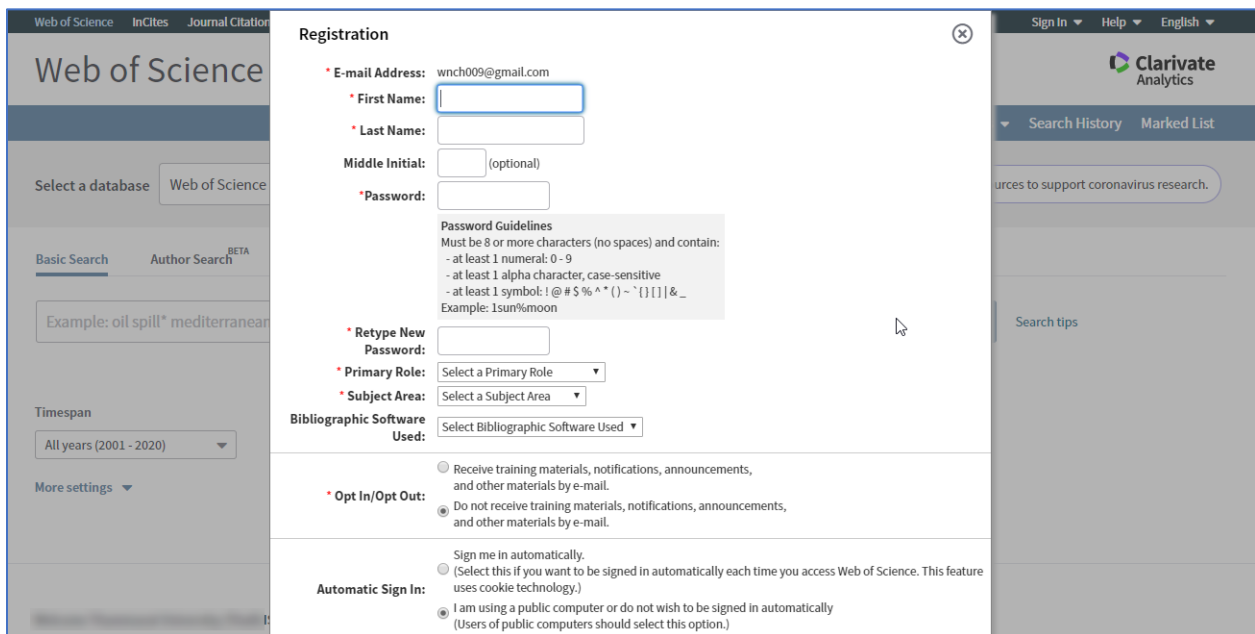 Web of Science InCites Journal Citation
Sign In Help English
Registration
Web of Science
Clarivate
Analytics
* E-mail Address: wnch009@gmail.com
* First Name:
* Last Name:
Search History Marked List
Middle Initial: (optional)
Select a database Web of Science
urces to support coronavirus research.
*Password:
Password Guidelines
Must be 8 or more characters (no spaces) and contain:
- at least 1 numeral: 0 - 9
- at least 1 alpha character, case-sensitive
- at least 1 symbol: ! @ # $ % ^ * ( ) ~ ` { } [ ] | & _
Example: 1sun%moon
Basic Search Author Search BETA
Example: oil spill* mediterranean
Search tips
* Retype New
Password:
* Primary Role: Select a Primary Role
* Subject Area: Select a Subject Area
Bibliographic Software
Used: Select Bibliographic Software Used
Timespan
All years (2001 - 2020)
More settings
* Opt In/Opt Out:
Receive training materials, notifications, announcements,
and other materials by e-mail.
Do not receive training materials, notifications, announcements,
and other materials by e-mail.
Automatic Sign In:
Sign me in automatically.
(Select this if you want to be signed in automatically each time you access Web of Science. This feature
uses cookie technology.)
I am using a public computer or do not wish to be signed in automatically
(Users of public computers should select this option.)